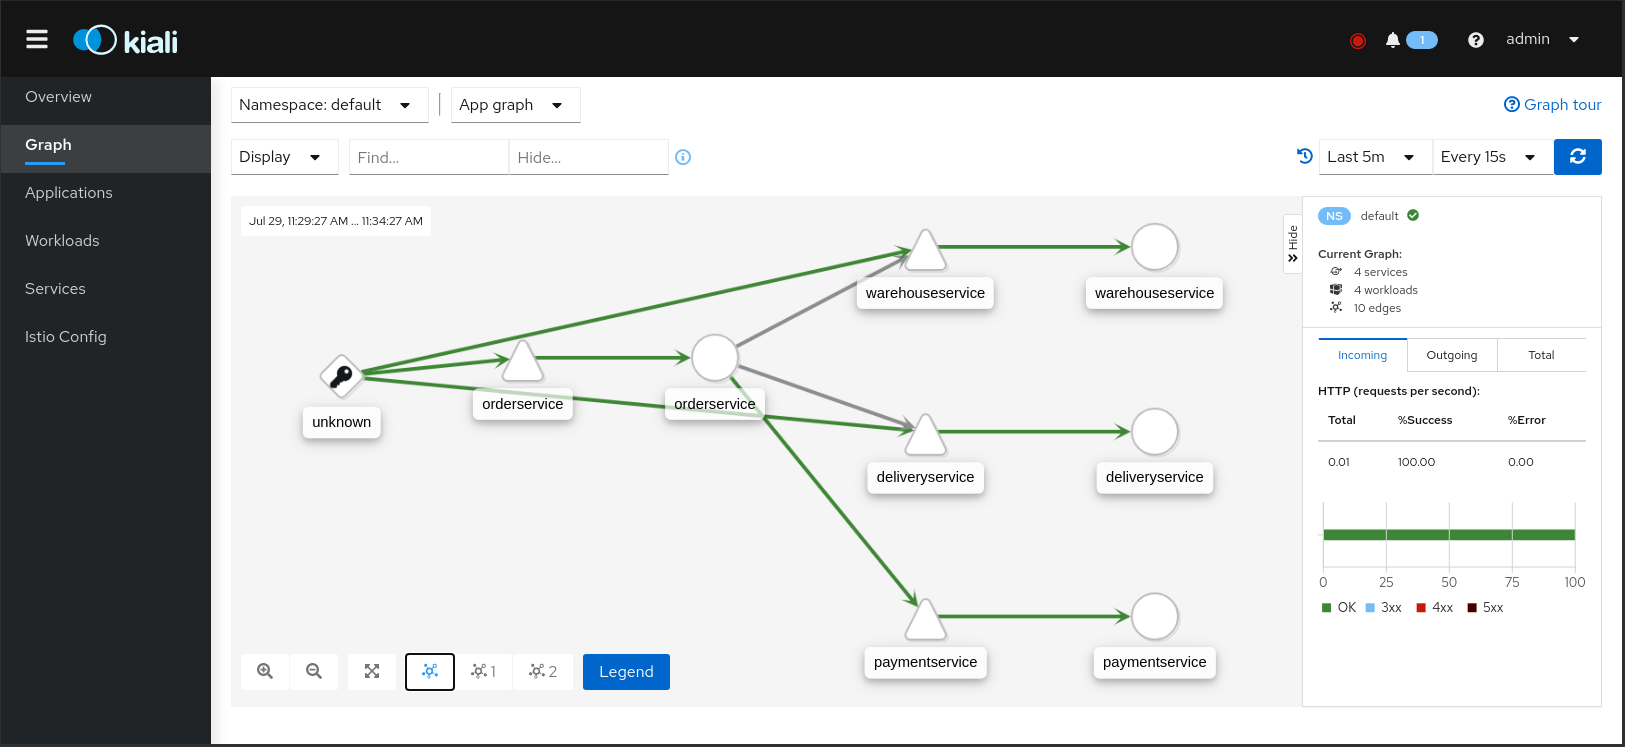 kiali
1
admin
Overview
Graph
Applications
Workloads
Services
Istio Config
Namespace: default
App graph
Graph tour
Display
Find...
Hide...
Last 5m
Every 15s
Jul 29, 11:29:27 AM ... 11:34:27 AM
Hide
warehouseservice
warehouseservice
unknown
orderservice
orderservice
deliveryservice
deliveryservice
paymentservice
paymentservice
1
2
Legend
NS default
Current Graph:
4 services
4 workloads
10 edges
Incoming Outgoing Total
HTTP (requests per second):
Total %Success %Error
0.01 100.00 0.00
0 25 50 75 100
OK 3xx 4xx 5xx